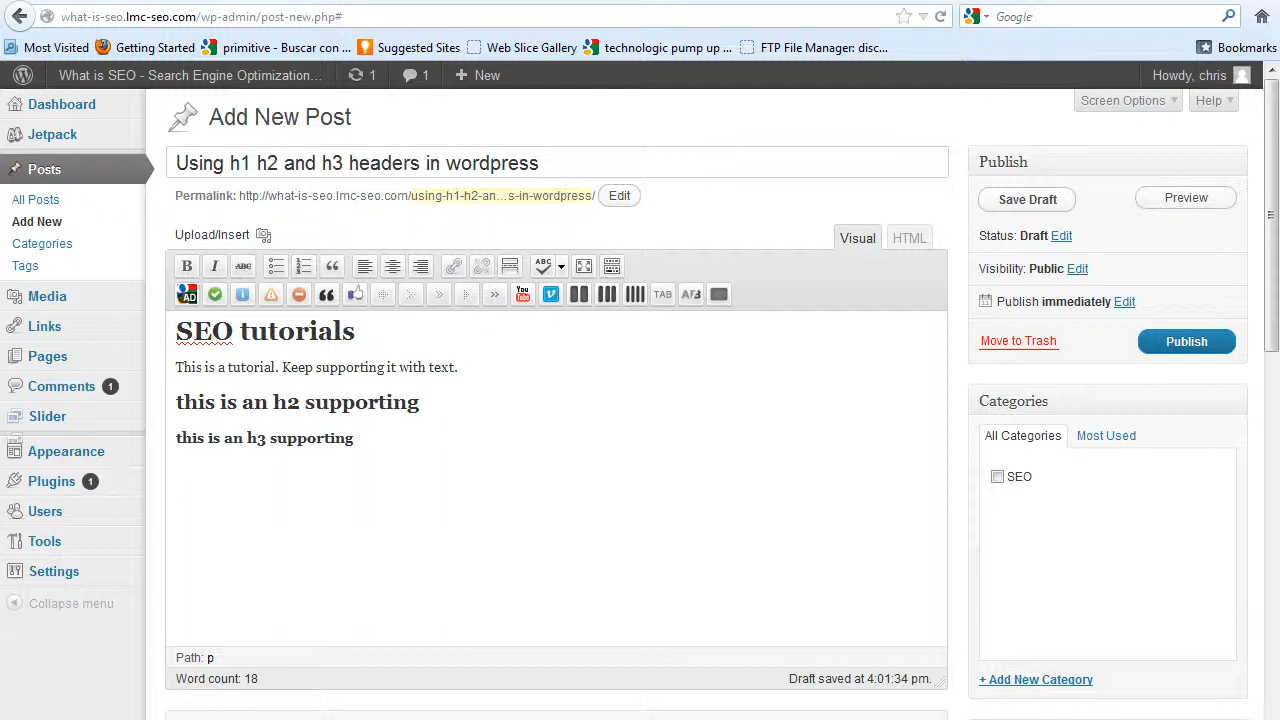 what-is-seo.lmc-seo.com/wp-admin/post-new.php#
Google
Most Visited Getting Started primitive - Buscar con ... Suggested Sites Web Slice Gallery technologic pump up ... FTP File Manager: disc... Bookmarks
What is SEO - Search Engine Optimization... 1 1 + New Howdy, chris
Screen Options Help
Dashboard
Jetpack
Posts
All Posts
Add New
Categories
Tags
Media
Links
Pages
Comments 1
Slider
Appearance
Plugins 1
Users
Tools
Settings
Collapse menu
Add New Post
Using h1 h2 and h3 headers in wordpress
Permalink: http://what-is-seo.lmc-seo.com/using-h1-h2-an…s-in-wordpress/ Edit
Upload/Insert
Visual HTML
B I ABC ABC
AD You Tube TAB
SEO tutorials
This is a tutorial. Keep supporting it with text.
this is an h2 supporting
this is an h3 supporting
Path: p
Word count: 18 Draft saved at 4:01:34 pm.
Publish
Save Draft Preview
Status: Draft Edit
Visibility: Public Edit
Publish immediately Edit
Move to Trash Publish
Categories
All Categories Most Used
SEO
+ Add New Category